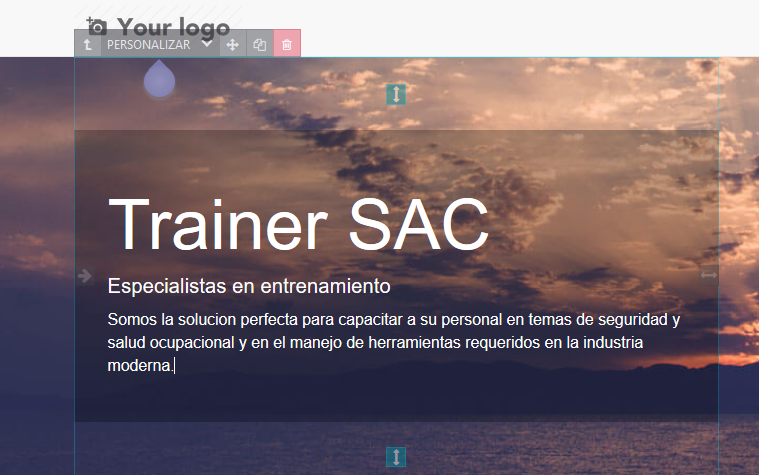 Your logo
PERSONALIZAR
Trainer SAC
Especialistas en entrenamiento
Somos la solucion perfecta para capacitar a su personal en temas de seguridad y
salud ocupacional y en el manejo de herramientas requeridos en la industria
moderna.